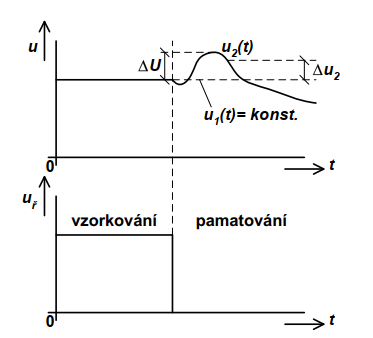 u
u₂(t)
ΔU
Δu₂
u₁(t)= konst.
0
t
uř
vzorkování
pamatování
0
t